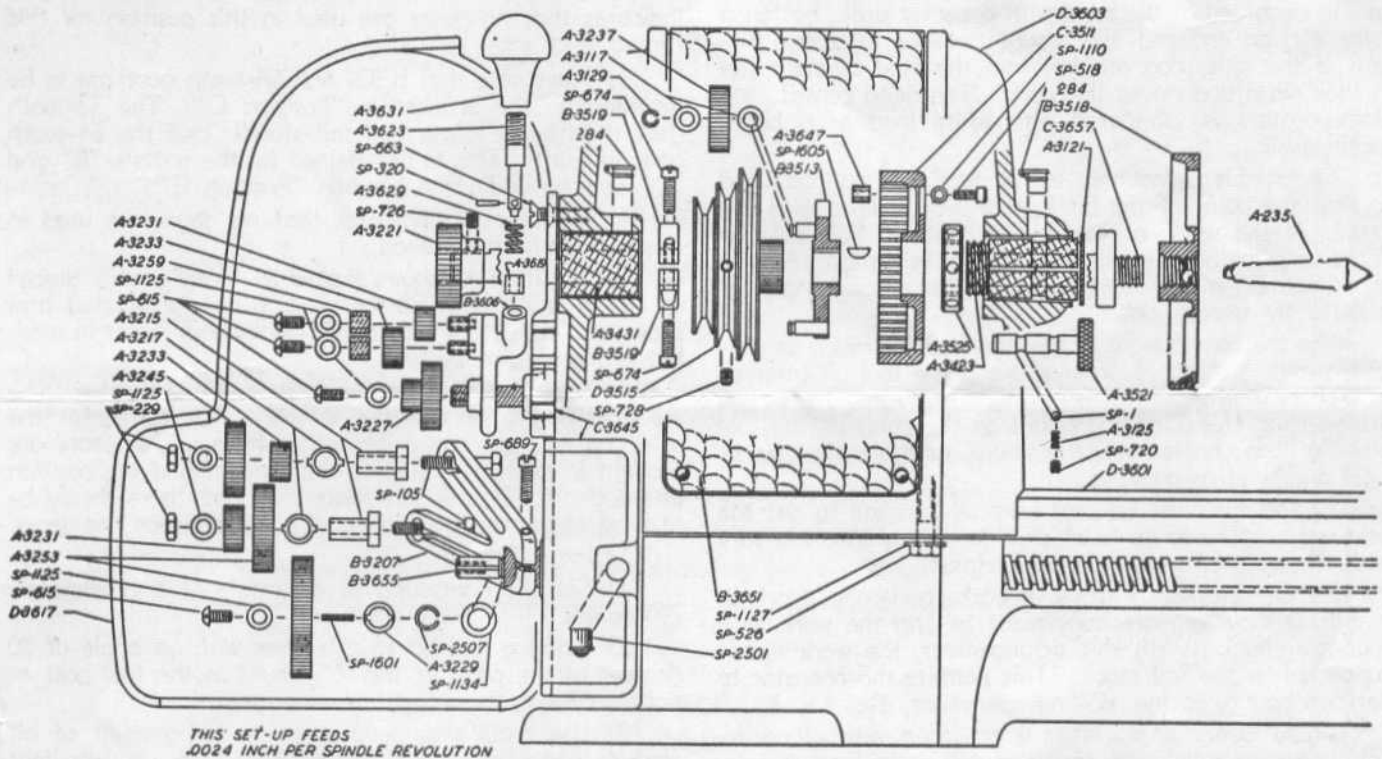 A-3237
A-3117
A-3129
SP-674
B-3519
284
A-3631
A-3623
SP-663
SP-320
A-3629
SP-726
A-3221
A-3619
B-3606
A-3647
SP-1605
B-3513
D-3603
C-3511
SP-1110
SP-518
284
B-3518
C-3657
A-3121
A-235
A-3231
A-3233
A-3259
SP-1125
SP-615
A-3215
A-3217
A-3233
A-3245
SP-1125
SP-229
A-3227
SP-689
SP-105
A-3431
B-3519
SP-674
D-3515
SP-728
C-3645
A-3525
A-3423
A-3521
SP-1
A-3125
SP-720
D-3601
A-3231
A-3253
SP-1125
SP-615
D-3617
B-3207
B-3655
SP-1601
SP-2507
A-3229
SP-1134
B-3651
SP-1127
SP-526
SP-2501
THIS SET-UP FEEDS
.0024 INCH PER SPINDLE REVOLUTION